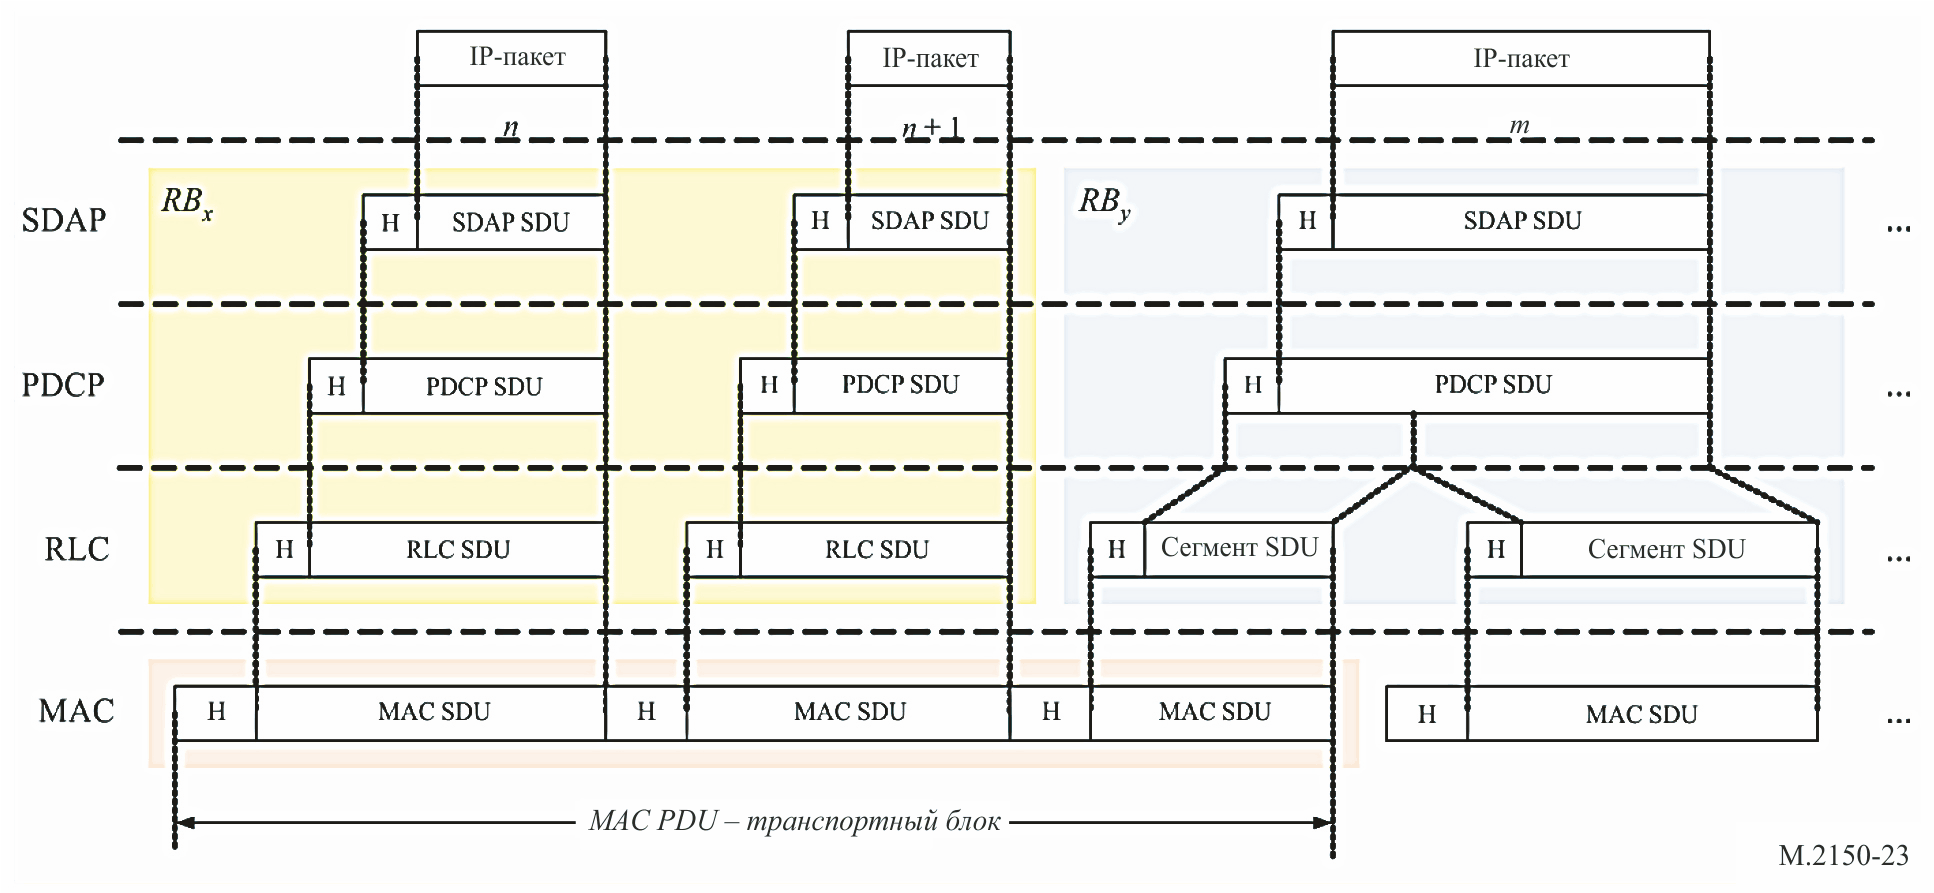 IP-пакет IP-пакет IP-пакет
n n + 1 m
RBx RBy
SDAP H SDAP SDU H SDAP SDU H SDAP SDU ...
PDCP H PDCP SDU H PDCP SDU H PDCP SDU ...
RLC H RLC SDU H RLC SDU H Сегмент SDU H Сегмент SDU ...
MAC H MAC SDU H MAC SDU H MAC SDU H MAC SDU ...
MAC PDU – транспортный блок
M.2150-23